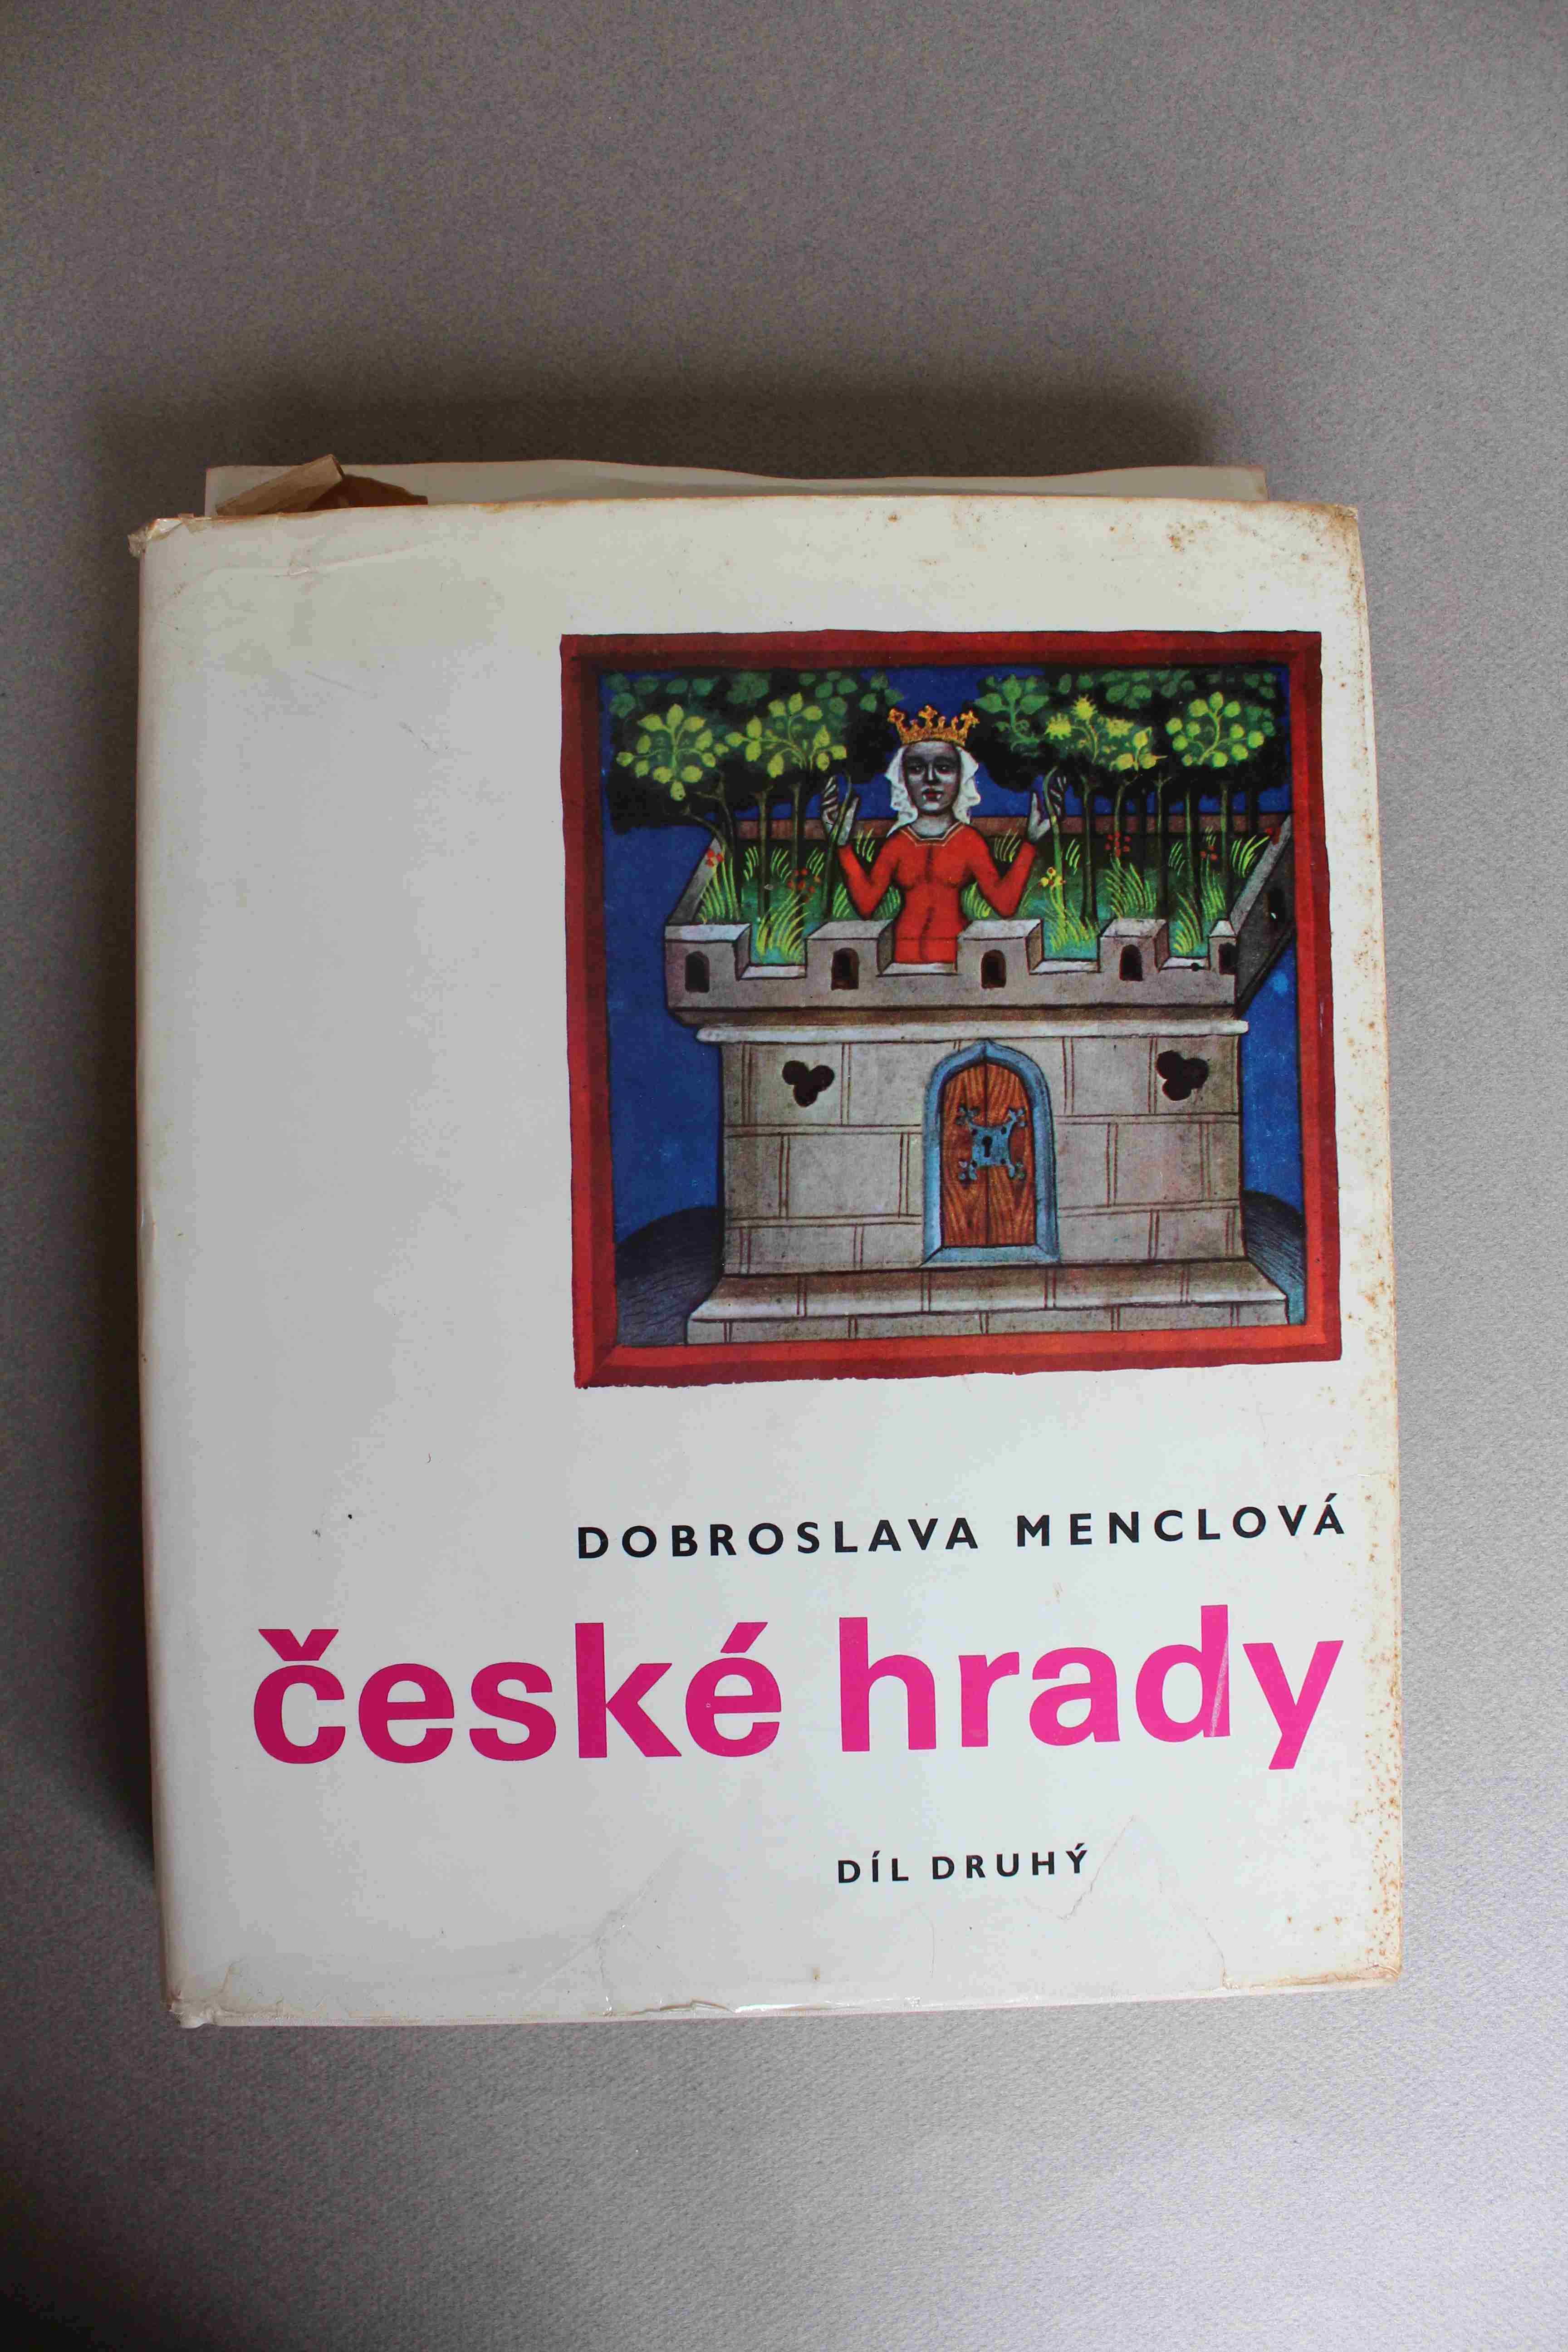 DOBROSLAVA MENCLOVÁ
české hrady
DÍL DRUHÝ